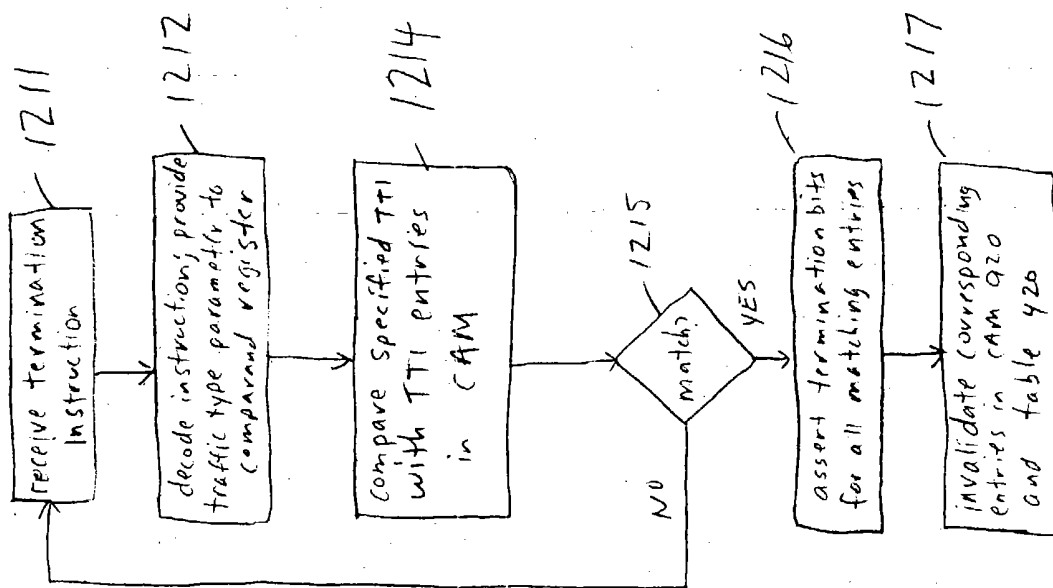 receive termination
Instruction
1211
decode instruction; provide
traffic type parameter to
comparand register
1212
compare specified TTI
with TTI entries
in CAM
1214
match?
1215
NO
YES
assert termination bits
for all matching entries
1216
invalidate corresponding
entries in CAM 920
and table 420
1217